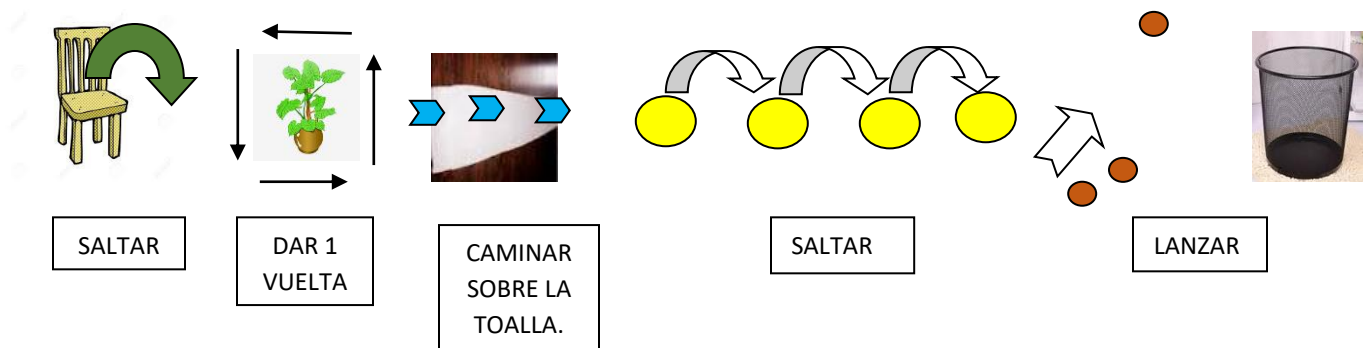 SALTAR
DAR 1
VUELTA
CAMINAR
SOBRE LA
TOALLA.
SALTAR
LANZAR